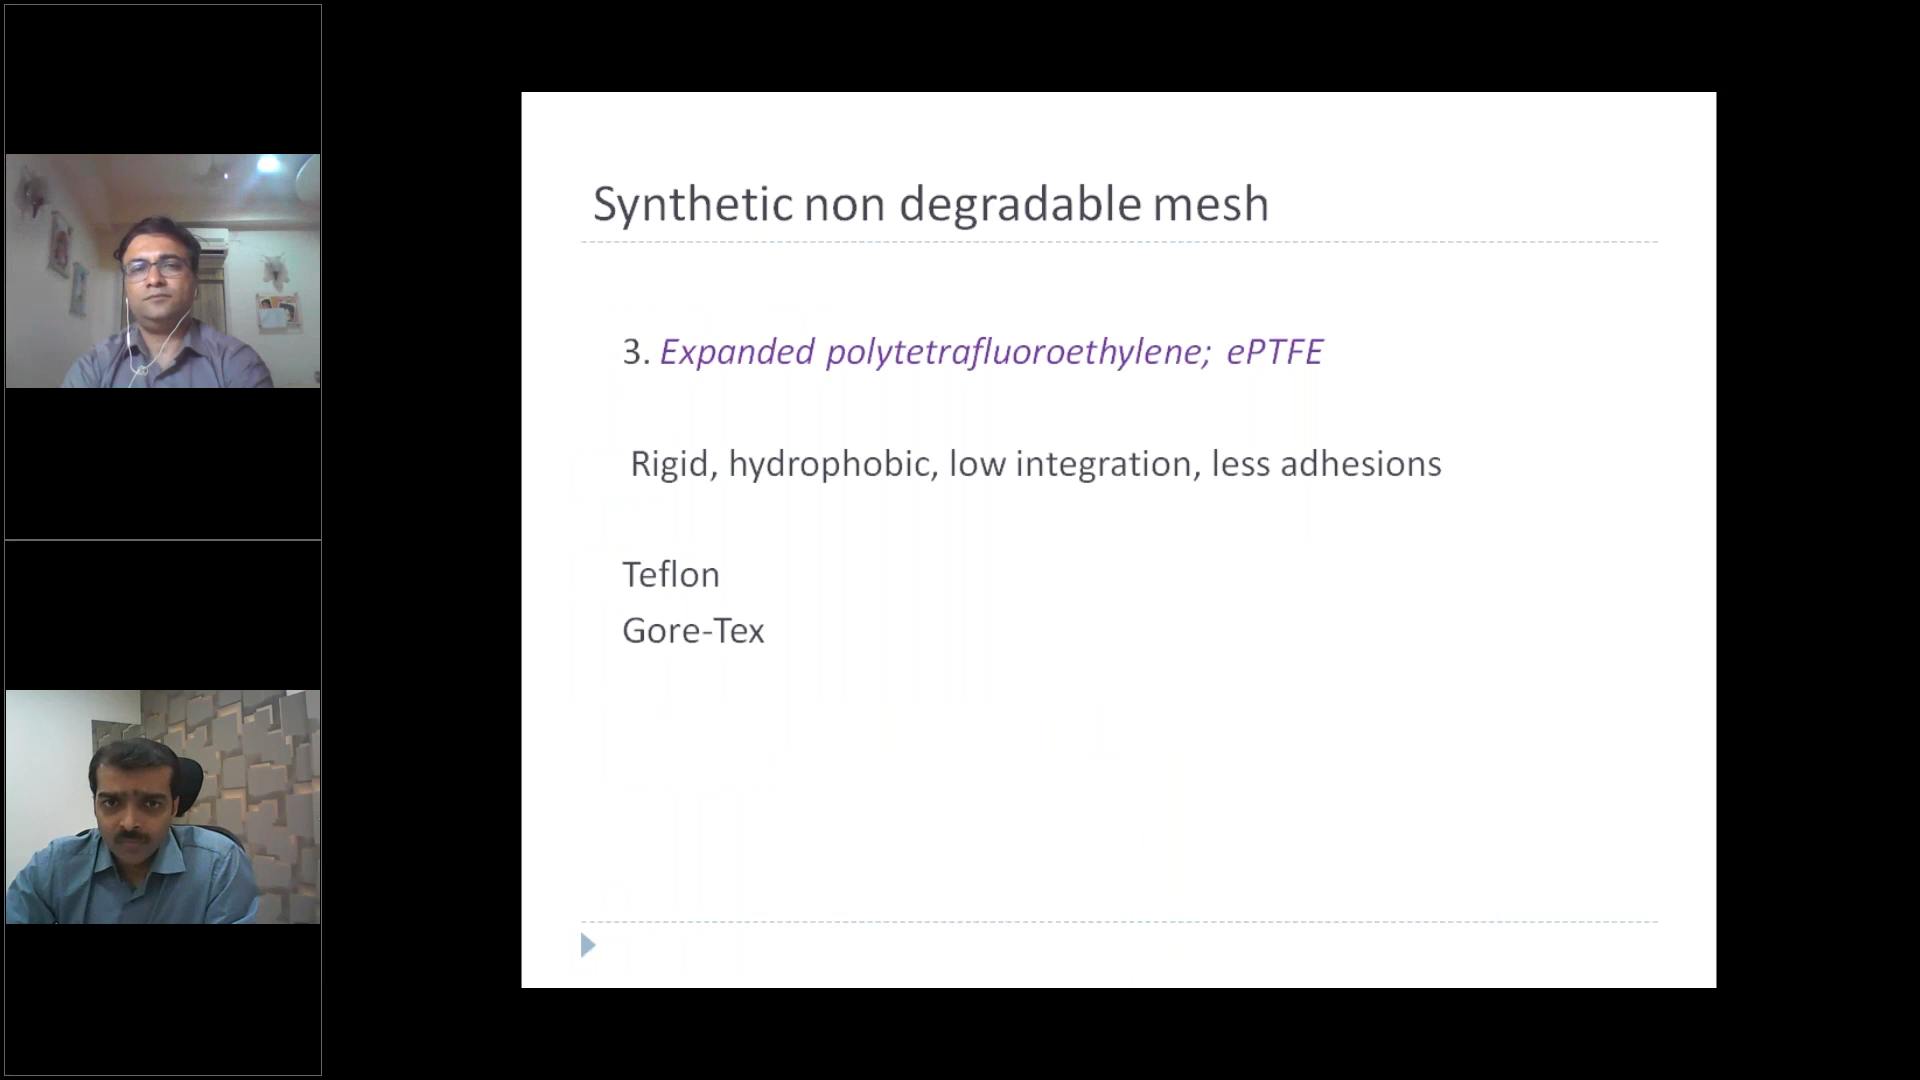 Synthetic non degradable mesh
3. Expanded polytetrafluoroethylene; ePTFE
Rigid, hydrophobic, low integration, less adhesions
Teflon
Gore-Tex